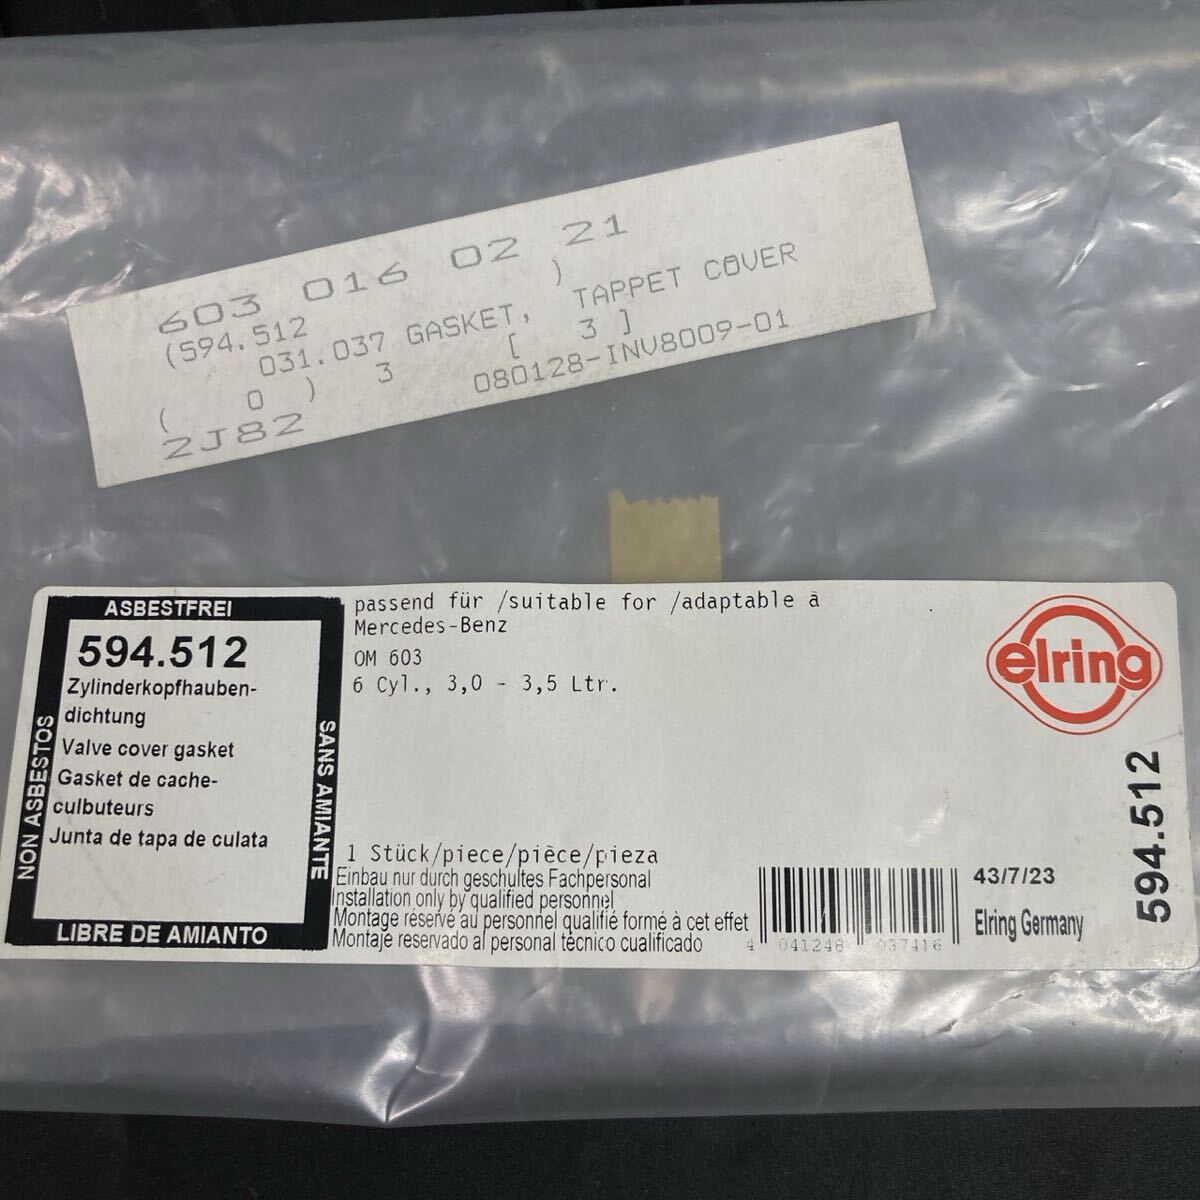 603 016 02 21
(594.512 )
031.037 GASKET, TAPPET COVER
( 0 ) 3 [ 3 ]
2J82 080128-INV8009-01
ASBESTFREI
594.512
Zylinderkopfhauben-
dichtung
Valve cover gasket
Gasket de cache-
culbuteurs
Junta de tapa de culata
NON ASBESTOS
SANS AMIANTE
LIBRE DE AMIANTO
passend für /suitable for /adaptable à
Mercedes-Benz
OM 603
6 Cyl., 3,0 - 3,5 Ltr.
1 Stück/piece/pièce/pieza
Einbau nur durch geschultes Fachpersonal
Installation only by qualified personnel
Montage réservé au personnel qualifié formé à cet effet
Montaje reservado al personal técnico cualificado
4 041248 037416
43/7/23
Elring Germany
elring
594.512